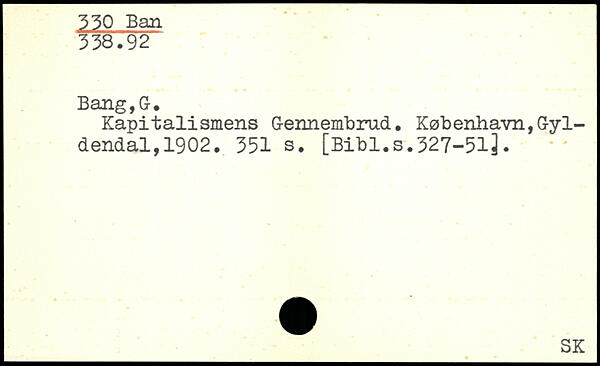 330 Ban
338.92
Bang,G.
Kapitalismens Gennembrud. København,Gyl-
dendal,1902. 351 s. [Bibl.s.327-51].
SK